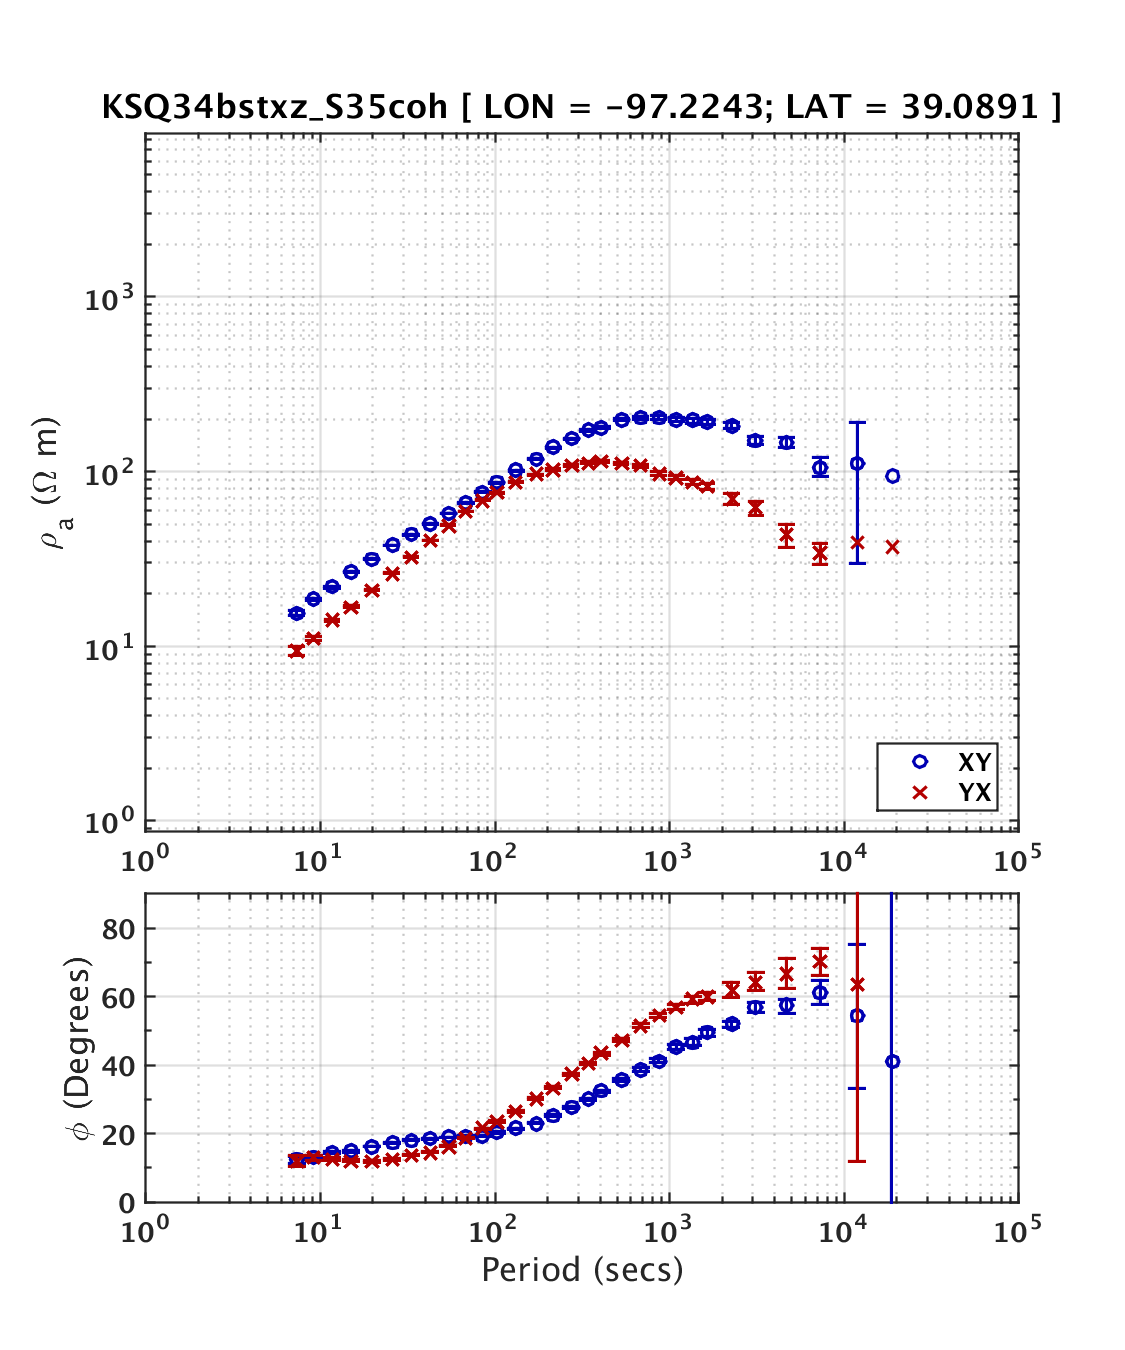 KSQ34bstxz_S35coh [ LON = −97.2243; LAT = 39.0891 ]
10³
10²
10¹
10⁰
ρₐ (Ω m)
XY
YX
10⁰ 10¹ 10² 10³ 10⁴ 10⁵
80
60
40
20
0
ϕ (Degrees)
10⁰ 10¹ 10² 10³ 10⁴ 10⁵
Period (secs)